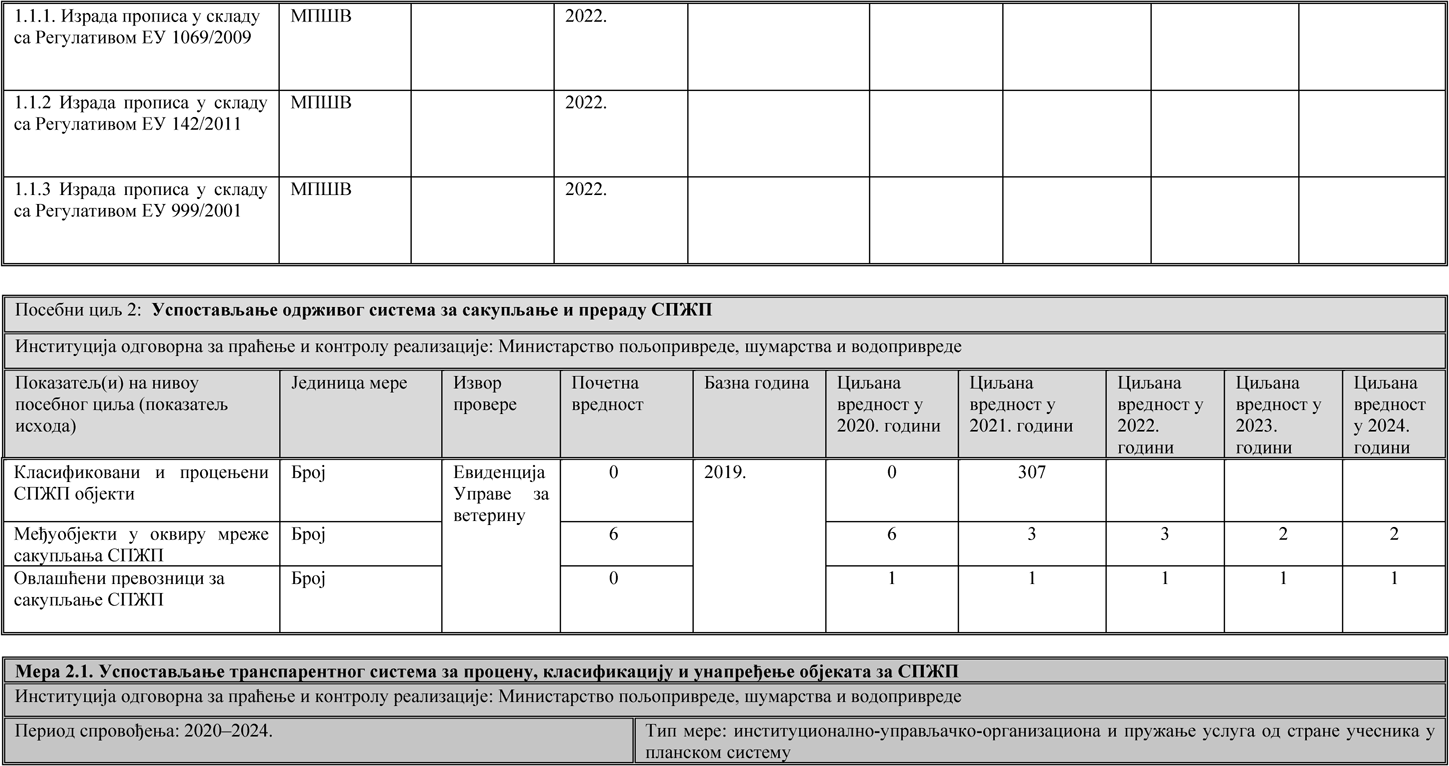 1.1.1. Израда прописа у складу
са Регулативом ЕУ 1069/2009
МПШВ
2022.
1.1.2 Израда прописа у складу
са Регулативом ЕУ 142/2011
МПШВ
2022.
1.1.3 Израда прописа у складу
са Регулативом ЕУ 999/2001
МПШВ
2022.
Посебни циљ 2: Успостављање одрживог система за сакупљање и прераду СПЖП
Институција одговорна за праћење и контролу реализације: Министарство пољопривреде, шумарства и водопривреде
Показатељ(и) на нивоу
посебног циља (показатељ
исхода)
Јединица мере
Извор
провере
Почетна
вредност
Базна година
Циљана
вредност у
2020. години
Циљана
вредност у
2021. години
Циљана
вредност у
2022.
години
Циљана
вредност у
2023.
години
Циљана
вредност
у 2024.
години
Класификовани и процењени
СПЖП објекти
Број
Евиденција
Управе за
ветерину
0
2019.
0
307
Међуобјекти у оквиру мреже
сакупљања СПЖП
Број
6
6
3
3
2
2
Овлашћени превозници за
сакупљање СПЖП
Број
0
1
1
1
1
1
Мера 2.1. Успостављање транспарентног система за процену, класификацију и унапређење објеката за СПЖП
Институција одговорна за праћење и контролу реализације: Министарство пољопривреде, шумарства и водопривреде
Период спровођења: 2020–2024.
Тип мере: институционално-управљачко-организациона и пружање услуга од стране учесника у
планском систему